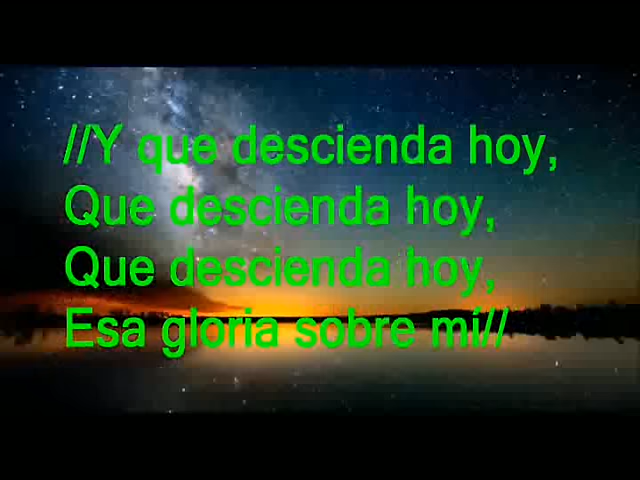 //Y que descienda hoy,
Que descienda hoy,
Que descienda hoy,
Esa gloria sobre mi//